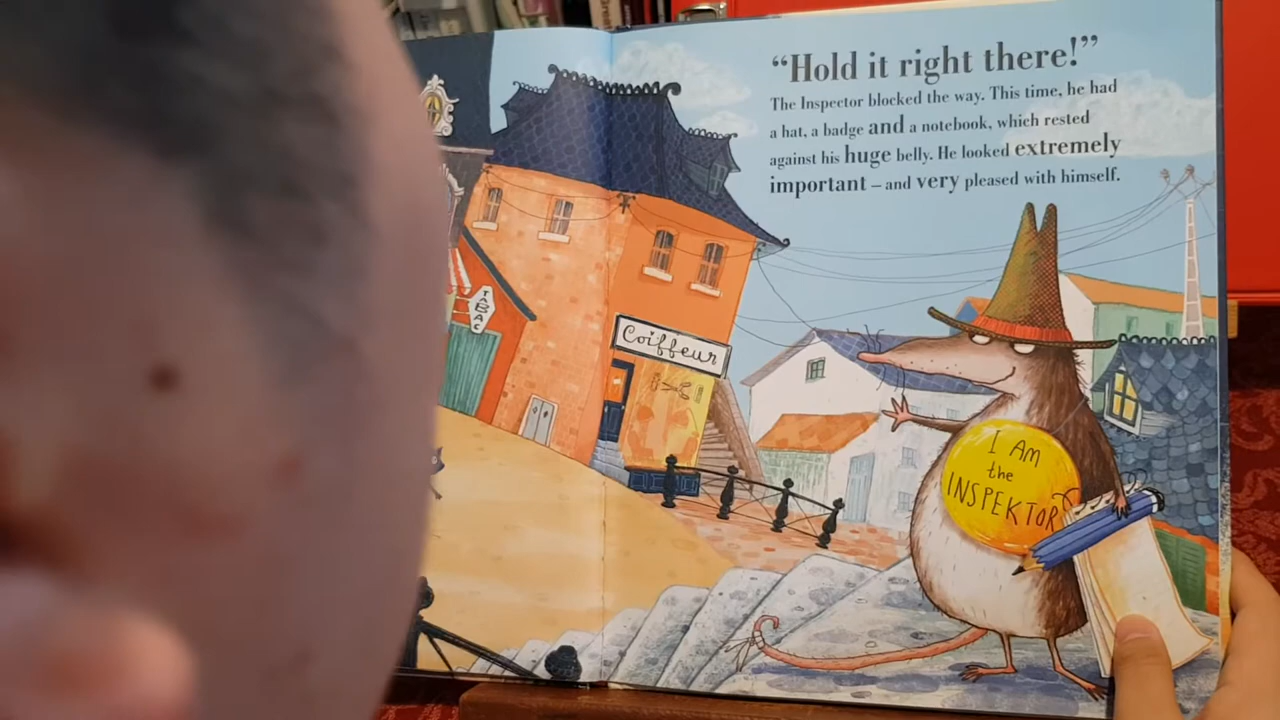 “Hold it right there!”
The Inspector blocked the way. This time, he had
a hat, a badge and a notebook, which rested
against his huge belly. He looked extremely
important – and very pleased with himself.
TABAC
Coiffeur
I AM
the
INSPEKTOR